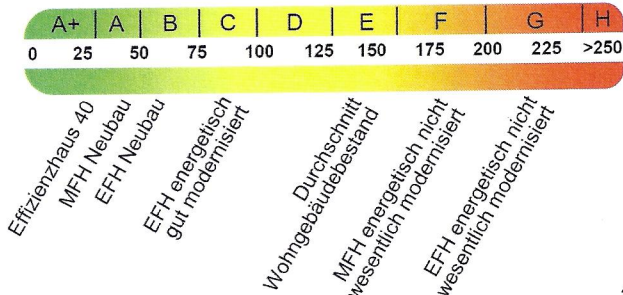 A+ A B C D E F G H
0 25 50 75 100 125 150 175 200 225 >250
Effizienzhaus 40
MFH Neubau
EFH Neubau
EFH energetisch
gut modernisiert
Durchschnitt
Wohngebäudebestand
MFH energetisch nicht
wesentlich modernisiert
EFH energetisch nicht
wesentlich modernisiert